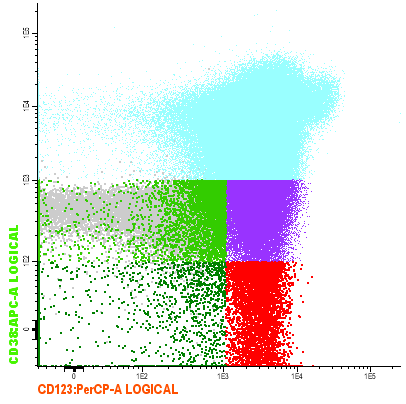 1E5
1E4
1E3
1E2
0
CD38:APC-A LOGICAL
0 1E2 1E3 1E4 1E5
CD123:PerCP-A LOGICAL